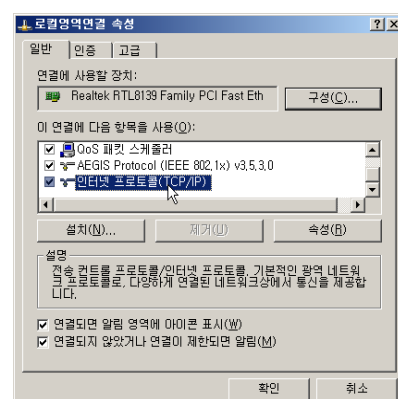 로컬영역연결 속성
일반 인증 고급
연결에 사용할 장치:
Realtek RTL8139 Family PCI Fast Eth 구성(C)...
이 연결에 다음 항목을 사용(O):
QoS 패킷 스케줄러
AEGIS Protocol (IEEE 802,1x) v3,5,3,0
인터넷 프로토콜(TCP/IP)
설치(N)... 제거(U) 속성(R)
설명
전송 컨트롤 프로토콜/인터넷 프로토콜. 기본적인 광역 네트워
크 프로토콜로, 다양하게 연결된 네트워크상에서 통신을 제공합
니다.
연결되면 알림 영역에 아이콘 표시(W)
연결되지 않았거나 연결이 제한되면 알림(M)
확인 취소